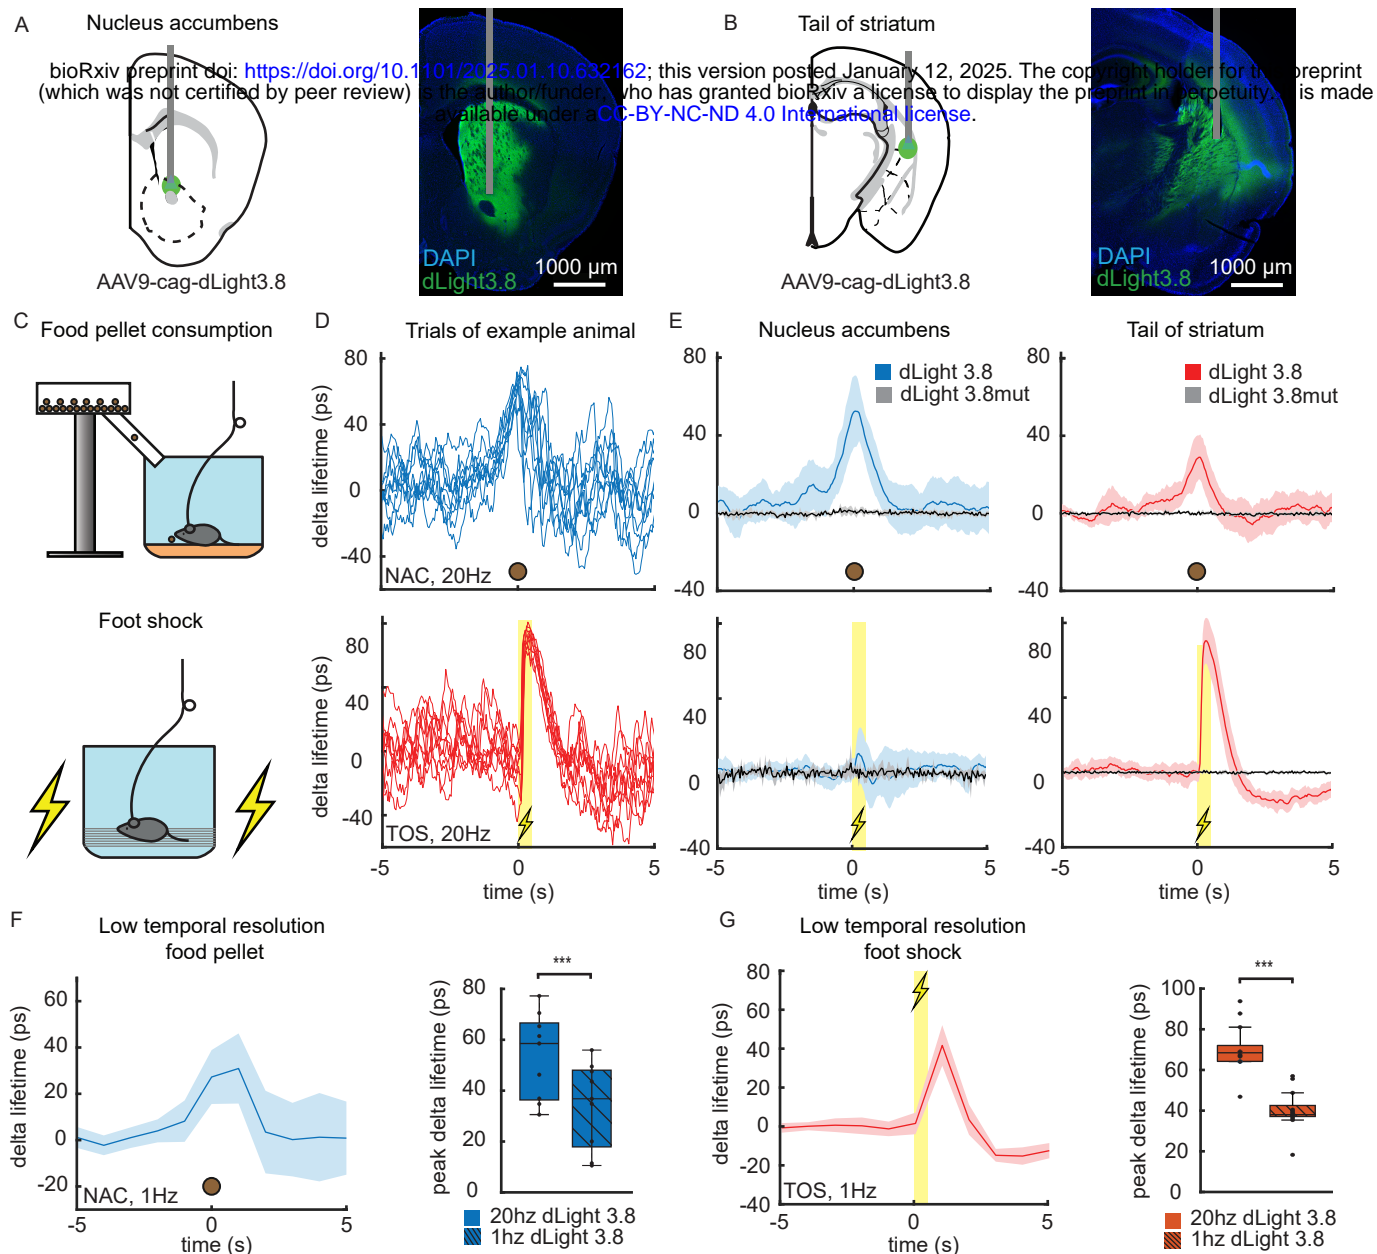 A
Nucleus accumbens
B
Tail of striatum
bioRxiv preprint doi: https://doi.org/10.1101/2025.01.10.632162; this version posted January 12, 2025. The copyright holder for this preprint
(which was not certified by peer review) is the author/funder, who has granted bioRxiv a license to display the preprint in perpetuity. It is made
available under aCC-BY-NC-ND 4.0 International license.
AAV9-cag-dLight3.8
DAPI
dLight3.8
1000 µm
AAV9-cag-dLight3.8
DAPI
dLight3.8
1000 µm
C
Food pellet consumption
Foot shock
D
Trials of example animal
delta lifetime (ps)
80
40
0
-40
NAC, 20Hz
-5
0
5
delta lifetime (ps)
80
40
0
-40
TOS, 20Hz
-5
0
5
time (s)
E
Nucleus accumbens
80
40
0
-40
dLight 3.8
dLight 3.8mut
-5
0
5
Tail of striatum
80
40
0
-40
dLight 3.8
dLight 3.8mut
-5
0
5
80
40
0
-40
-5
0
5
time (s)
80
40
0
-40
-5
0
5
time (s)
F
Low temporal resolution
food pellet
delta lifetime (ps)
60
40
20
0
-20
NAC, 1Hz
-5
0
5
time (s)
***
peak delta lifetime (ps)
80
60
40
20
0
20hz dLight 3.8
1hz dLight 3.8
G
Low temporal resolution
foot shock
delta lifetime (ps)
80
60
40
20
0
-20
-40
TOS, 1Hz
-5
0
5
time (s)
***
peak delta lifetime (ps)
100
80
60
40
20
0
20hz dLight 3.8
1hz dLight 3.8